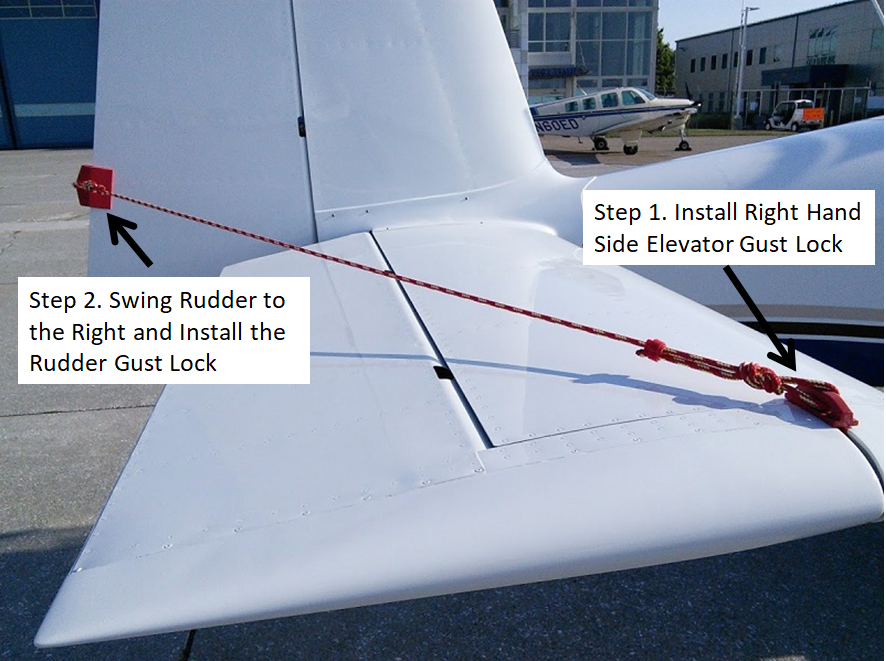 N60ED
Step 1. Install Right Hand
Side Elevator Gust Lock
Step 2. Swing Rudder to
the Right and Install the
Rudder Gust Lock